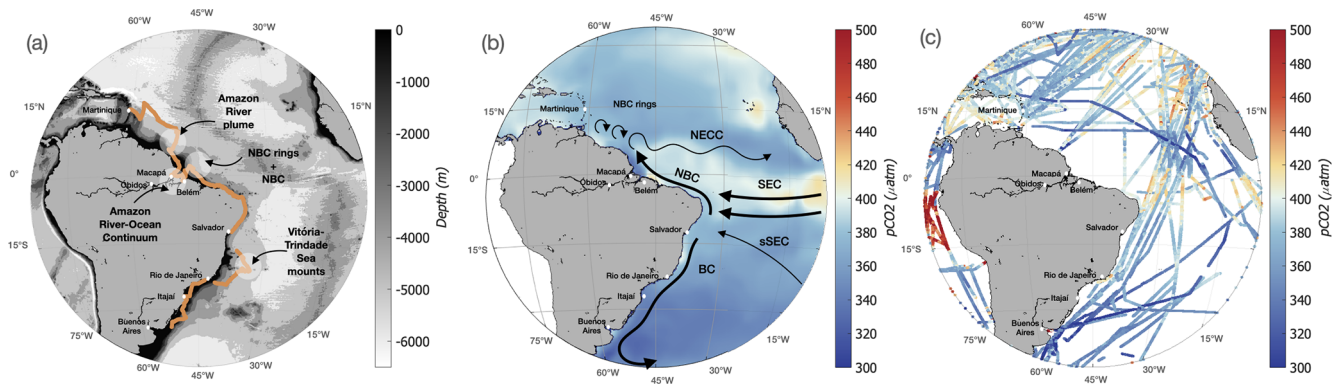 (a)
60°W
45°W
30°W
15°N
15°N
Martinique
Amazon
River
plume
NBC rings
+
NBC
Macapá
Óbidos
Belém
0°
0°
Amazon
River-Ocean
Continuum
Salvador
Vitória-
Trindade
Sea
mounts
15°S
Rio de Janeiro
Itajaí
Buenos
Aires
15°W
75°W
60°W
45°W
30°W
0
-1000
-2000
-3000
-4000
-5000
-6000
Depth (m)
(b)
60°W
45°W
30°W
15°N
15°N
Martinique
NBC rings
NECC
Macapá
Óbidos
Belém
NBC
SEC
0°
0°
Salvador
sSEC
15°S
BC
Rio de Janeiro
Itajaí
Buenos
Aires
15°W
75°W
60°W
45°W
30°W
500
480
460
440
420
400
380
360
340
320
300
pCO2 (μatm)
(c)
60°W
45°W
30°W
15°N
15°N
Martinique
Macapá
Óbidos
Belém
0°
0°
Salvador
15°S
Rio de Janeiro
Itajaí
Buenos
Aires
15°W
75°W
60°W
45°W
30°W
500
480
460
440
420
400
380
360
340
320
300
pCO2 (μatm)